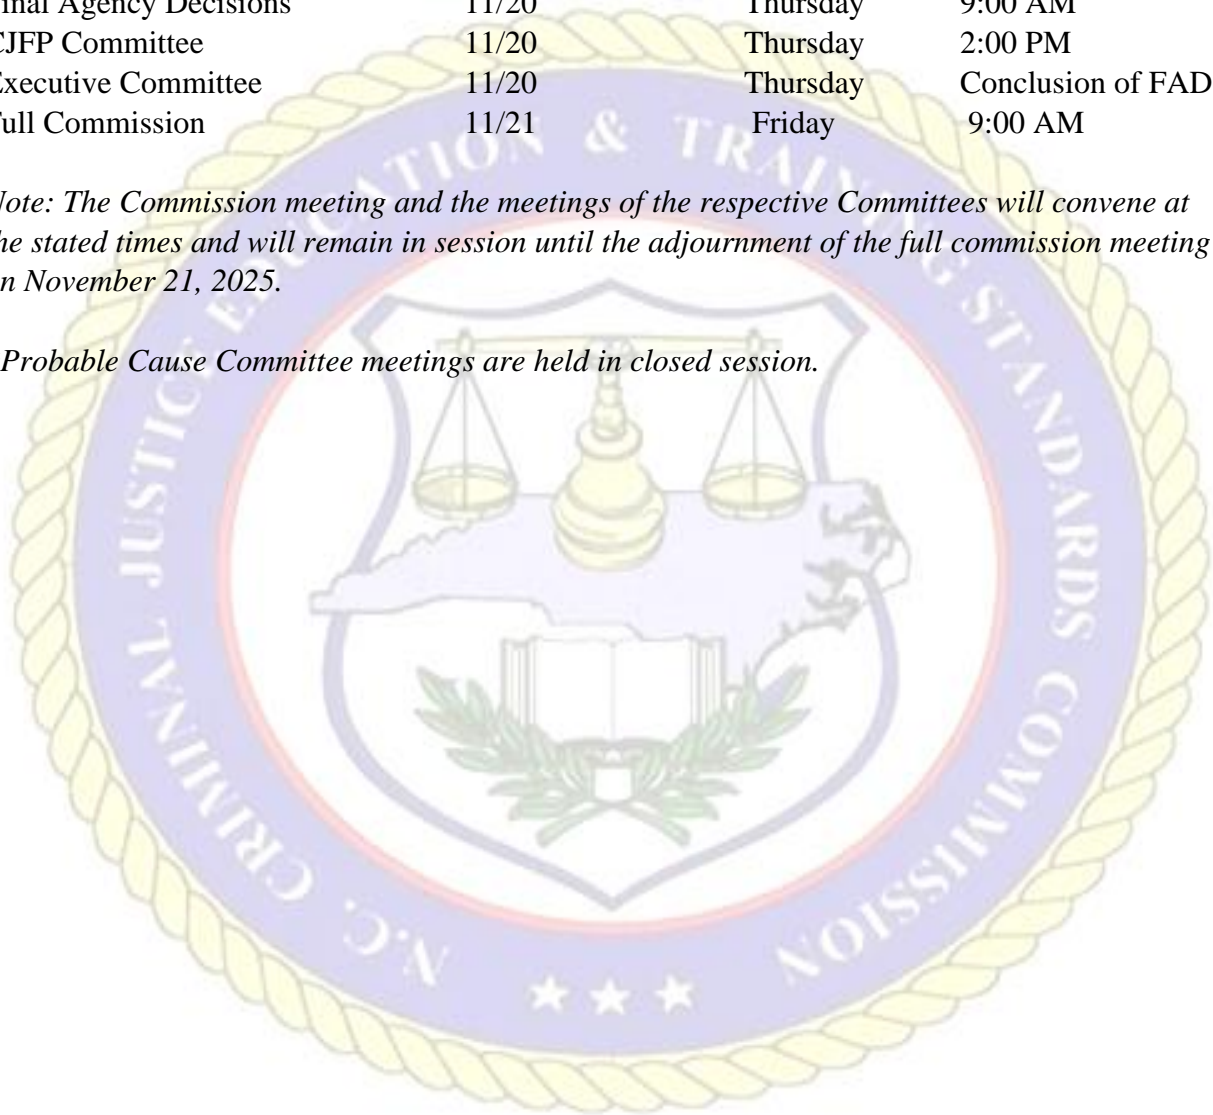 inal Agency Decisions 11/20 Thursday 9:00 AM
CJFP Committee 11/20 Thursday 2:00 PM
Executive Committee 11/20 Thursday Conclusion of FAD
Full Commission 11/21 Friday 9:00 AM
Note: The Commission meeting and the meetings of the respective Committees will convene at
he stated times and will remain in session until the adjournment of the full commission meeting
n November 21, 2025.
Probable Cause Committee meetings are held in closed session.
N.C. CRIMINAL JUSTICE EDUCATION & TRAINING STANDARDS COMMISSION